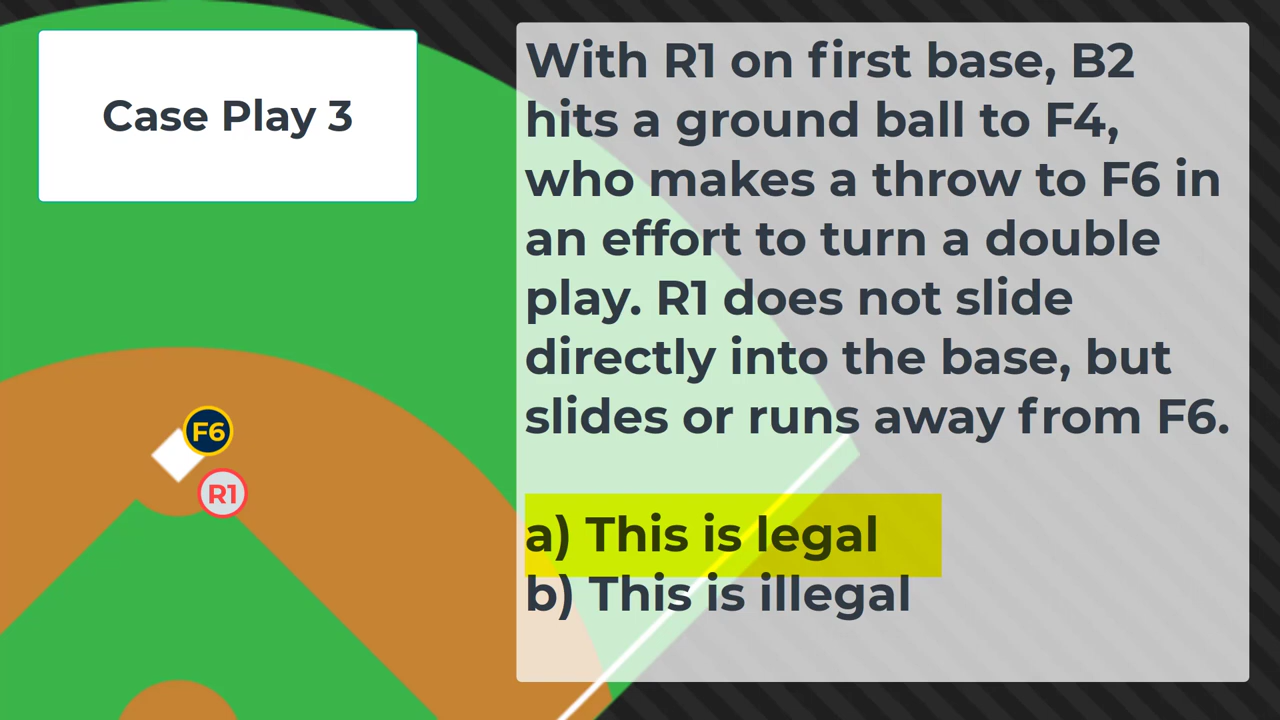 Case Play 3
With R1 on first base, B2
hits a ground ball to F4,
who makes a throw to F6 in
an effort to turn a double
play. R1 does not slide
directly into the base, but
slides or runs away from F6.
a) This is legal
b) This is illegal
F6
R1